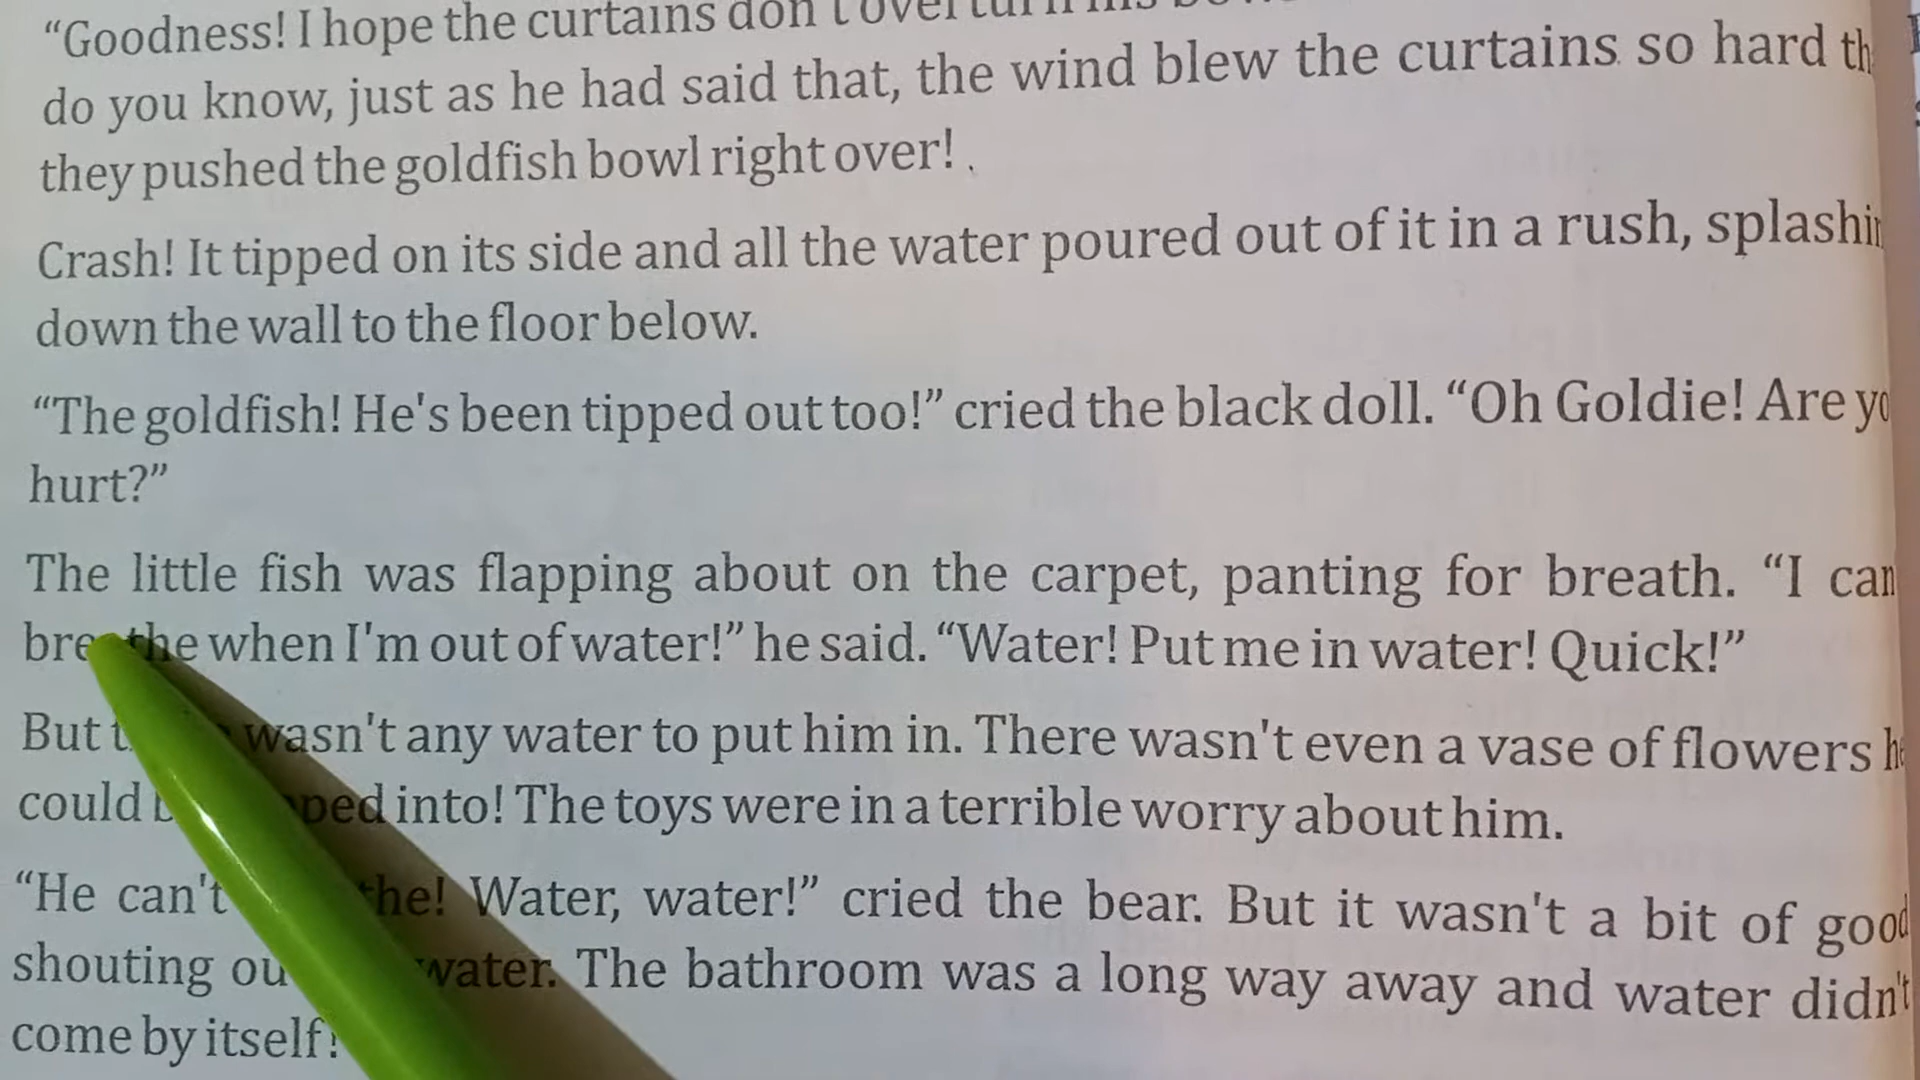 “Goodness! I hope the curtains don't overturn
do you know, just as he had said that, the wind blew the curtains so hard
they pushed the goldfish bowl right over!
Crash! It tipped on its side and all the water poured out of it in a rush,
down the wall to the floor below.
“The goldfish! He's been tipped out too!” cried the black doll. “Oh Goldie! Are
hurt?”
The little fish was flapping about on the carpet, panting for breath. “I
breathe when I'm out of water!” he said. “Water! Put me in water! Quick!”
But wasn't any water to put him in. There wasn't even a vase of flowers
could into! The toys were in a terrible worry about him.
“He can't Water, water!” cried the bear. But it wasn't a bit of good
shouting water. The bathroom was a long way away and water didn't
come by itself!